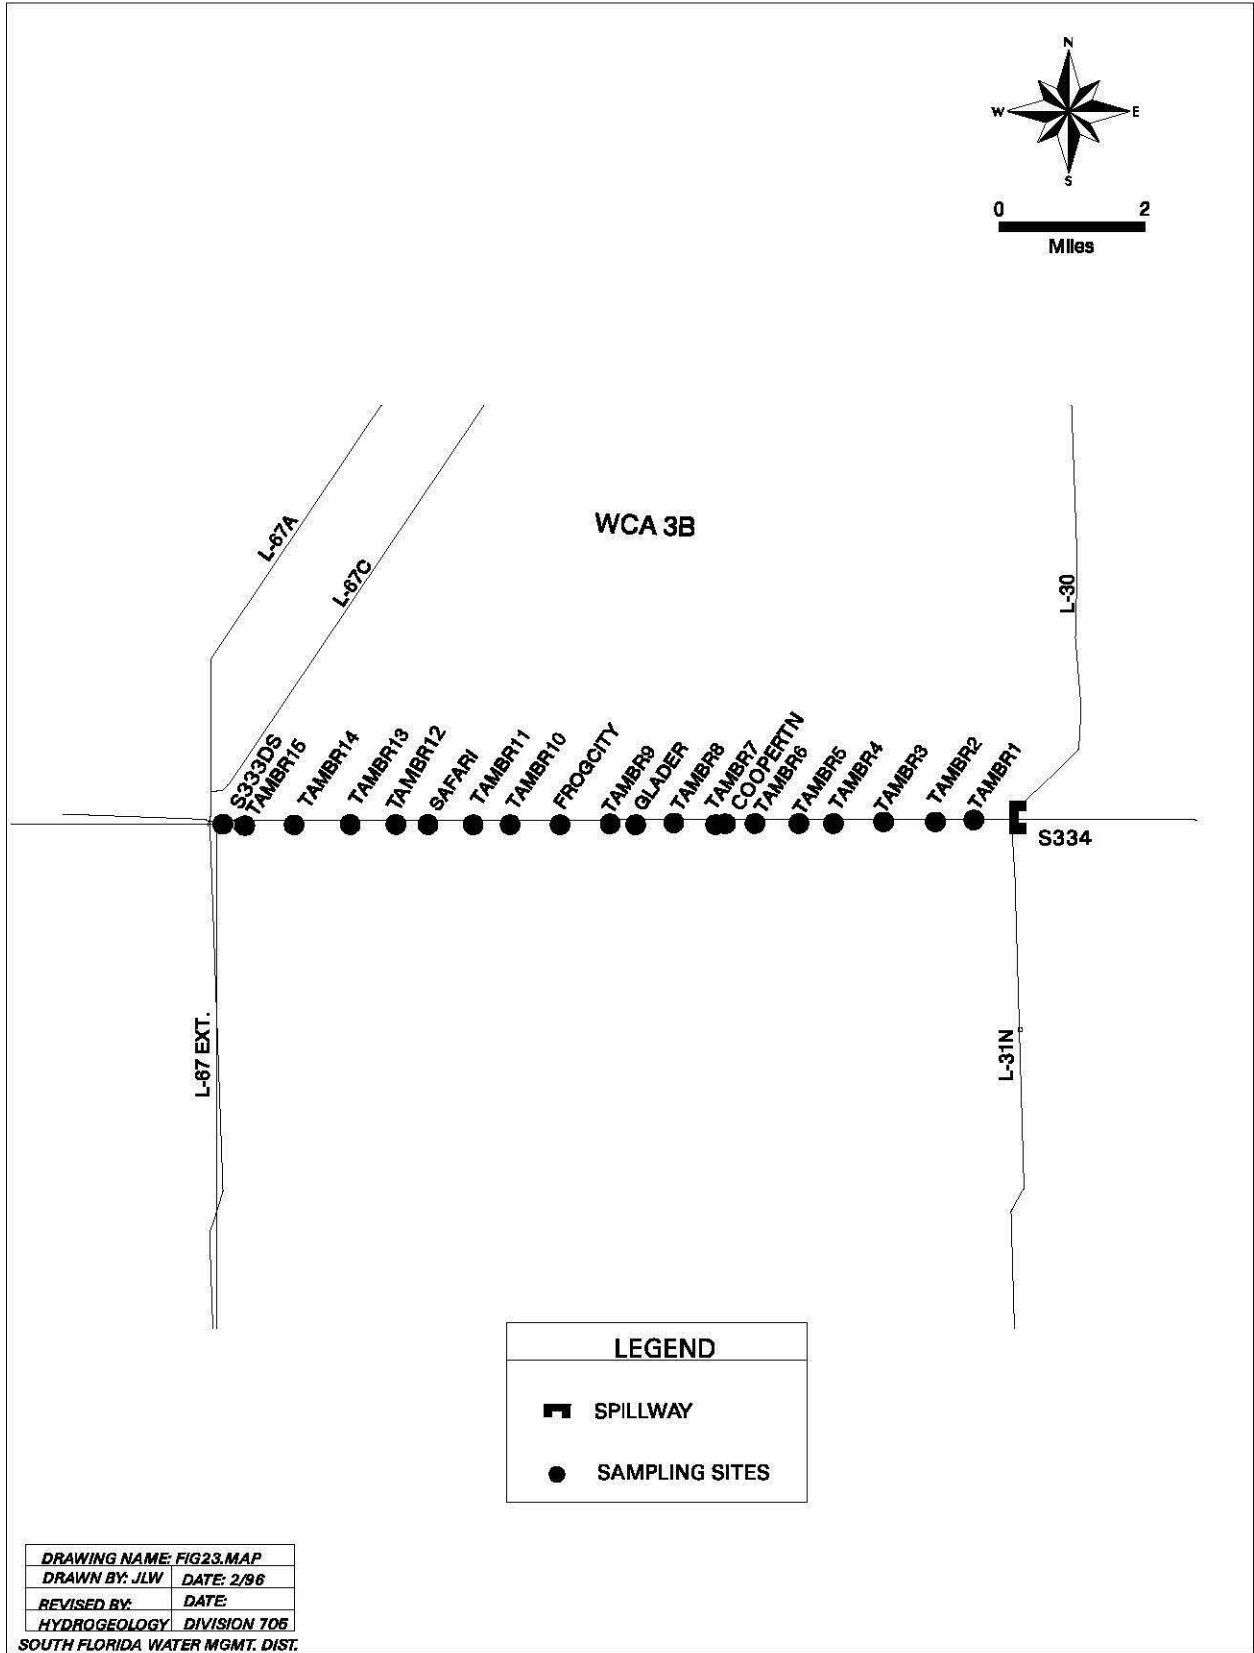 N
W E
S
0 2
Miles
WCA 3B
L-67A
L-67C
L-30
S333DS
TAMBR15
TAMBR14
TAMBR13
TAMBR12
SAFARI
TAMBR11
TAMBR10
FROGCITY
TAMBR9
GLADER
TAMBR8
TAMBR7
COOPERTN
TAMBR6
TAMBR5
TAMBR4
TAMBR3
TAMBR2
TAMBR1
S334
L-67 EXT.
L-31N
LEGEND
SPILLWAY
SAMPLING SITES
DRAWING NAME: FIG23.MAP
DRAWN BY: JLW DATE: 2/96
REVISED BY: DATE:
HYDROGEOLOGY DIVISION 705
SOUTH FLORIDA WATER MGMT. DIST.